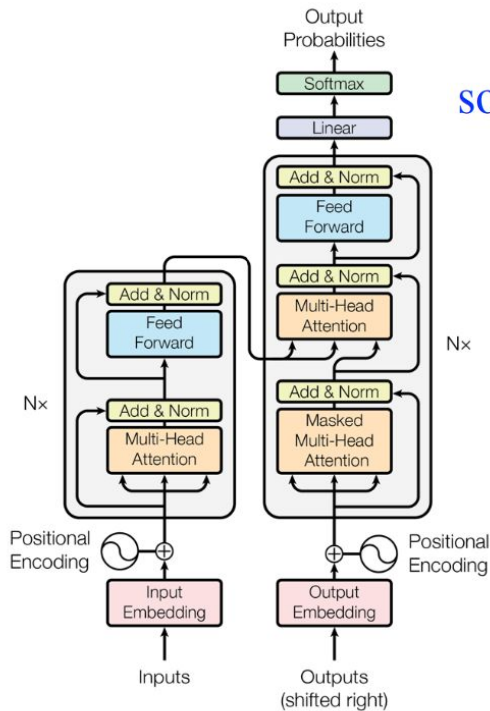 Output
Probabilities
Softmax
Linear
Add & Norm
Feed
Forward
Add & Norm
Multi-Head
Attention
Add & Norm
Masked
Multi-Head
Attention
Nx
Add & Norm
Feed
Forward
Add & Norm
Multi-Head
Attention
Nx
Positional
Encoding
Positional
Encoding
Input
Embedding
Output
Embedding
Inputs
Outputs
(shifted right)